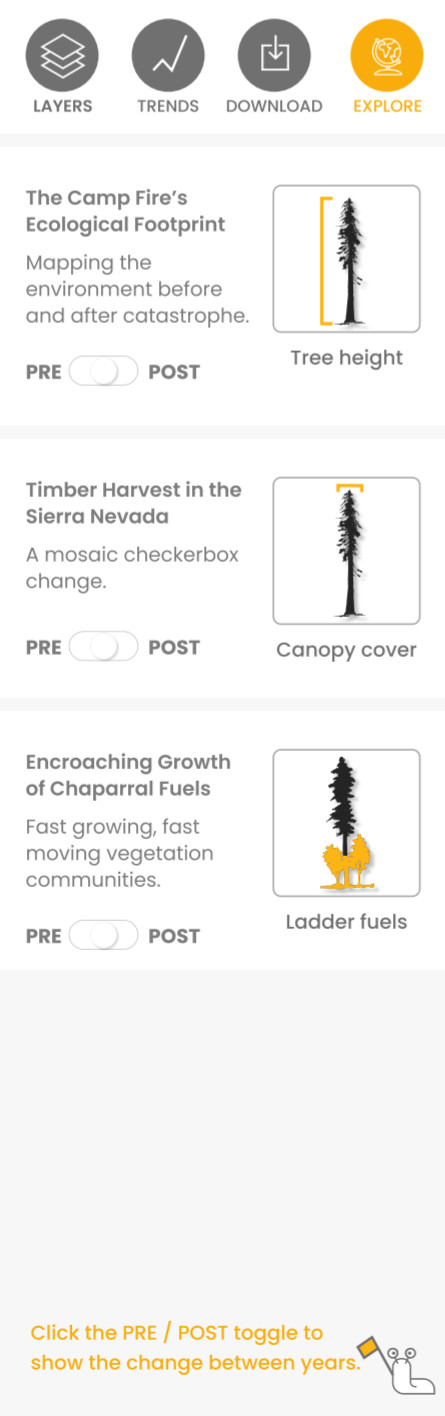 LAYERS TRENDS DOWNLOAD EXPLORE
The Camp Fire's
Ecological Footprint
Mapping the
environment before
and after catastrophe.
PRE POST
Tree height
Timber Harvest in the
Sierra Nevada
A mosaic checkerbox
change.
PRE POST
Canopy cover
Encroaching Growth
of Chaparral Fuels
Fast growing, fast
moving vegetation
communities.
PRE POST
Ladder fuels
Click the PRE / POST toggle to
show the change between years.